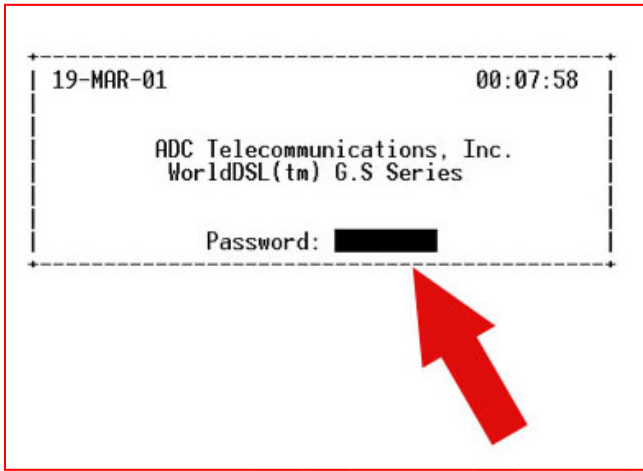 19-MAR-01 00:07:58
ADC Telecommunications, Inc.
WorldDSL(tm) G.S Series
Password: